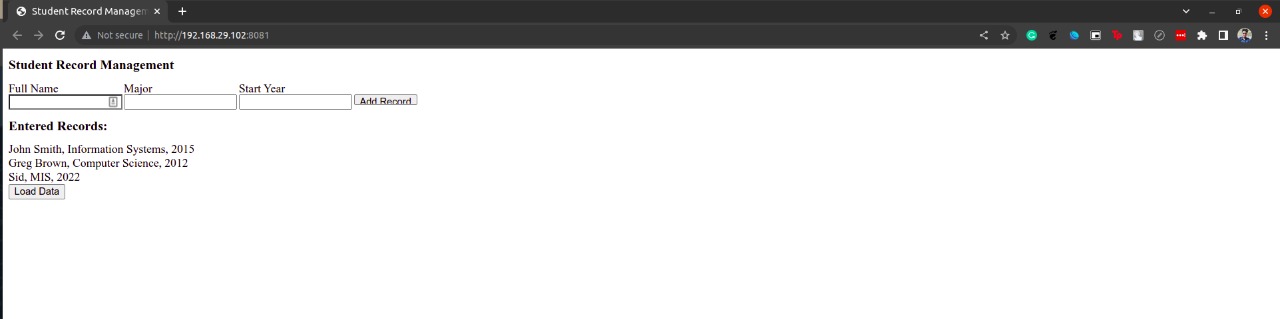 Student Record Managem
Not secure | http://192.168.29.102:8081
Student Record Management
Full Name Major Start Year
Add Record
Entered Records:
John Smith, Information Systems, 2015
Greg Brown, Computer Science, 2012
Sid, MIS, 2022
Load Data